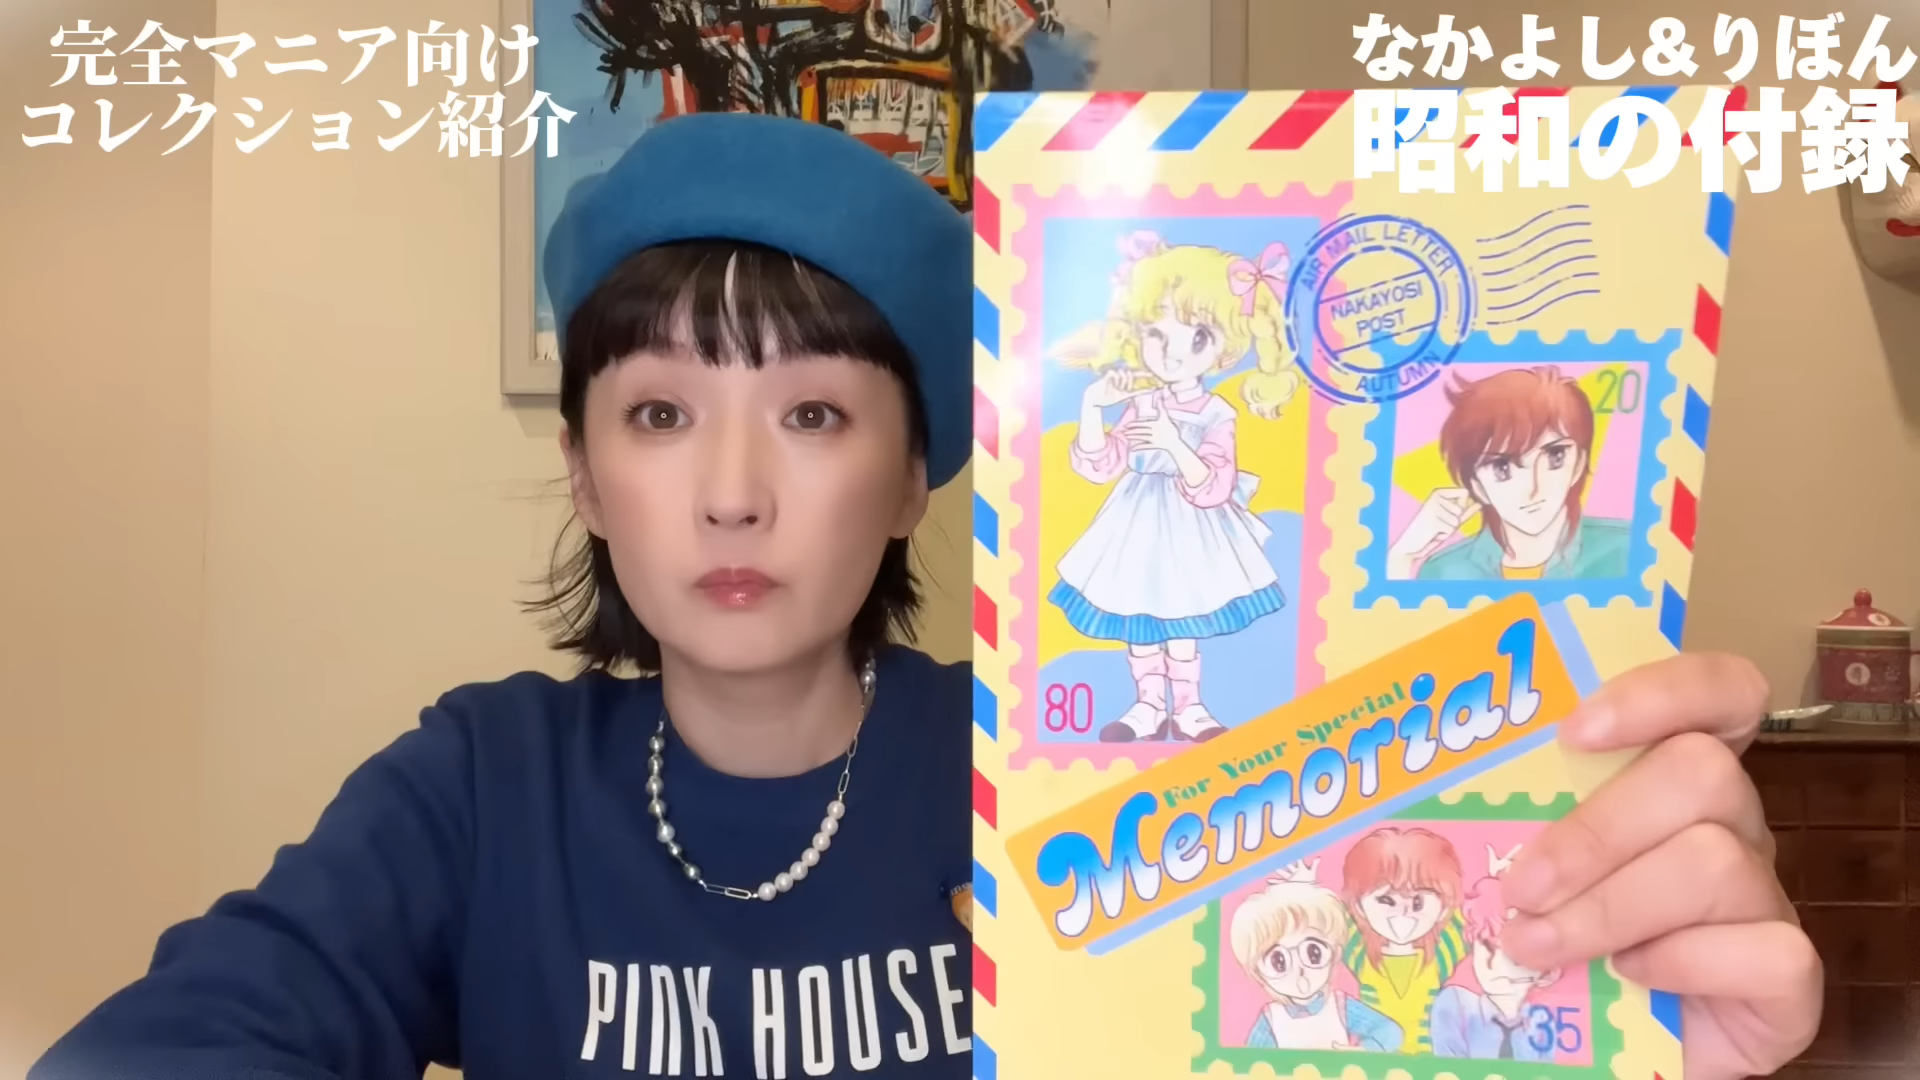 完全マニア向け
コレクション紹介
なかよし&りぼん
昭和の付録
AIR MAIL LETTER
NAKAYOSI
POST
AUTUMN
20
80
For Your Special
Memorial
35
PINK HOUSE